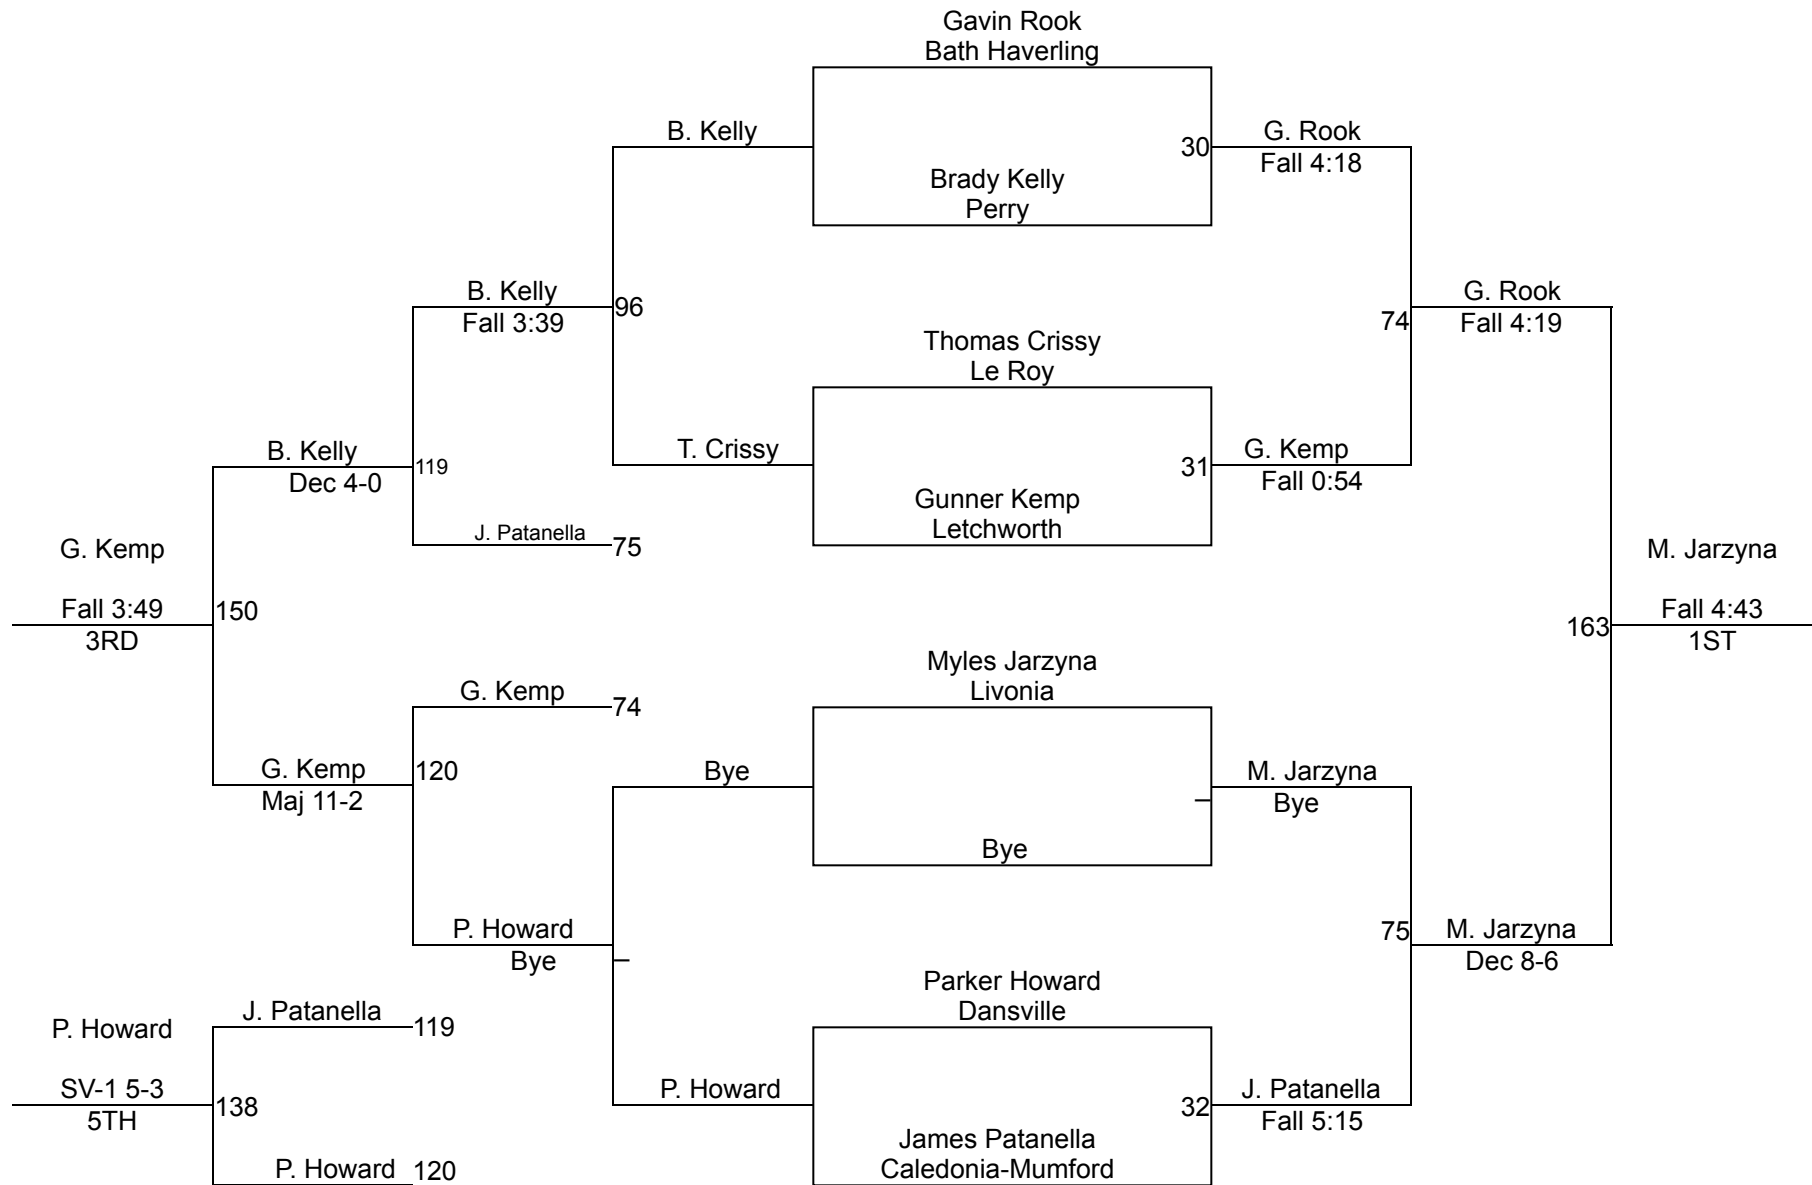 Gavin Rook
Bath Haverling
B. Kelly
30
G. Rook
Fall 4:18
Brady Kelly
Perry
B. Kelly
Fall 3:39
96
74
G. Rook
Fall 4:19
Thomas Crissy
Le Roy
B. Kelly
Dec 4-0
119
T. Crissy
31
G. Kemp
Fall 0:54
Gunner Kemp
Letchworth
J. Patanella
75
G. Kemp
Fall 3:49
3RD
150
M. Jarzyna
Fall 4:43
1ST
163
Myles Jarzyna
Livonia
G. Kemp
74
G. Kemp
Maj 11-2
120
Bye
M. Jarzyna
Bye
Bye
P. Howard
Bye
75
M. Jarzyna
Dec 8-6
Parker Howard
Dansville
P. Howard
SV-1 5-3
5TH
J. Patanella
119
138
P. Howard
120
P. Howard
32
J. Patanella
Fall 5:15
James Patanella
Caledonia-Mumford